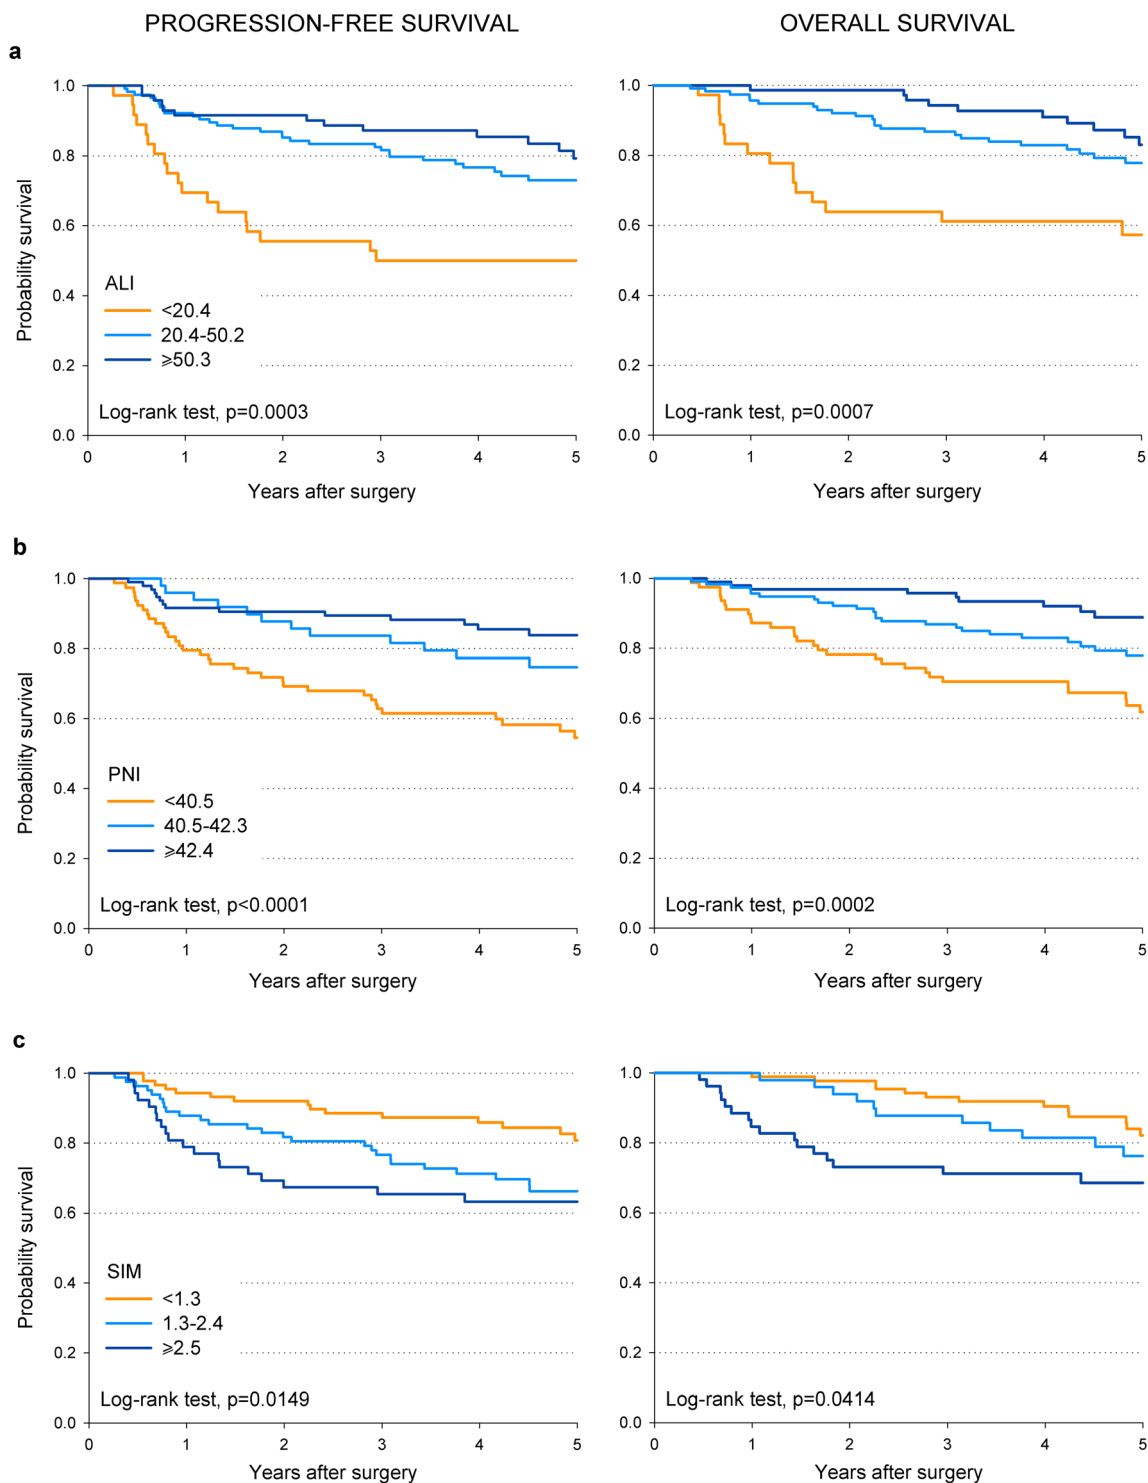 PROGRESSION-FREE SURVIVAL
OVERALL SURVIVAL
a
1.0
0.8
0.6
0.4
0.2
0.0
Probability survival
ALI
<20.4
20.4-50.2
⩾50.3
Log-rank test, p=0.0003
0 1 2 3 4 5
Years after surgery
1.0
0.8
0.6
0.4
0.2
0.0
Log-rank test, p=0.0007
0 1 2 3 4 5
Years after surgery
b
1.0
0.8
0.6
0.4
0.2
0.0
Probability survival
PNI
<40.5
40.5-42.3
⩾42.4
Log-rank test, p<0.0001
0 1 2 3 4 5
Years after surgery
1.0
0.8
0.6
0.4
0.2
0.0
Log-rank test, p=0.0002
0 1 2 3 4 5
Years after surgery
c
1.0
0.8
0.6
0.4
0.2
0.0
Probability survival
SIM
<1.3
1.3-2.4
⩾2.5
Log-rank test, p=0.0149
0 1 2 3 4 5
Years after surgery
1.0
0.8
0.6
0.4
0.2
0.0
Log-rank test, p=0.0414
0 1 2 3 4 5
Years after surgery